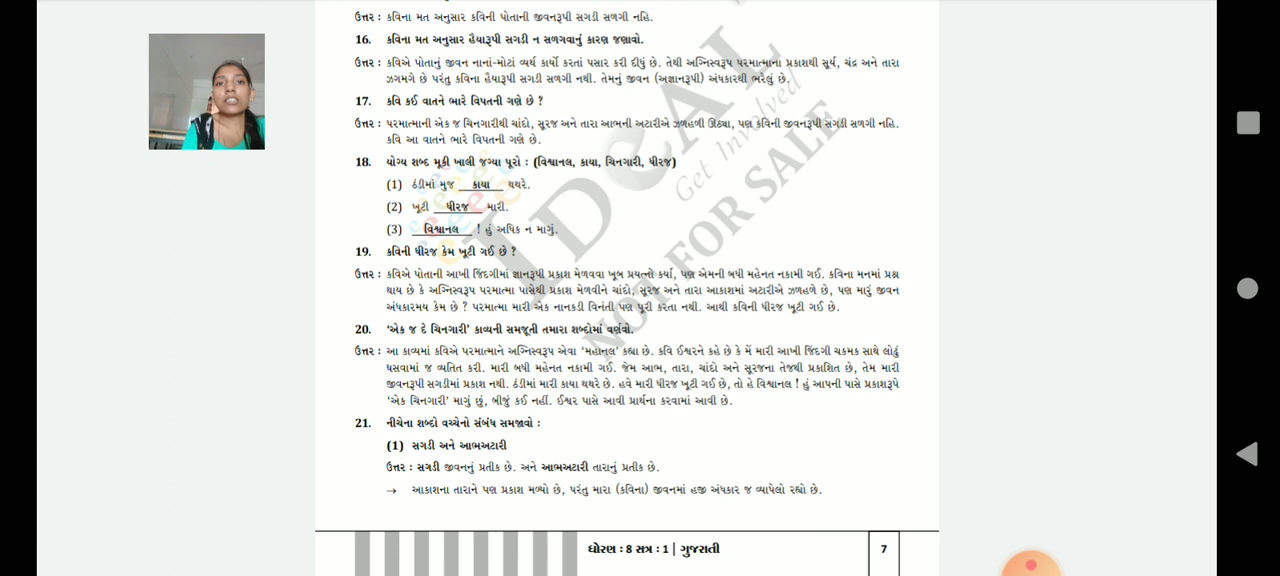 ઉત્તર : કવિના મત અનુસાર કવિની પોતાની જીવનરૂપી સગડી સળગી નહિ.
16. કવિના મત અનુસાર હૈયારૂપી સગડી ન સળગવાનું કારણ જણાવો.
ઉત્તર : કવિએ પોતાનું જીવન નાનાં-મોટાં વ્યર્થ કાર્યો કરતાં પસાર કરી દીધું છે. તેથી અગ્નિસ્વરૂપ પરમાત્માના પ્રકાશથી સૂર્ય, ચંદ્ર અને તારા
ઝગમગે છે પરંતુ કવિના હૈયારૂપી સગડી સળગી નથી. તેમનું જીવન (અજ્ઞાનરૂપી) અંધકારથી ભરેલું છે.
17. કવિ કઈ વાતને ભારે વિપતની ગણે છે ?
ઉત્તર : પરમાત્માની એક જ ચિનગારીથી ચાંદો, સૂરજ અને તારા આભની અટારીએ ઝળહળી ઊઠ્યા, પણ કવિની જીવનરૂપી સગડી સળગી નહિ.
કવિ આ વાતને ભારે વિપતની ગણે છે.
18. યોગ્ય શબ્દ મૂકી ખાલી જગ્યા પૂરો : (વિશ્વાનલ, કાયા, ચિનગારી, ધીરજ)
(1) ઠંડીમાં મુજ કાયા થથરે.
(2) ખૂટી ધીરજ મારી.
(3) વિશ્વાનલ ! હું અધિક ન માગું.
19. કવિની ધીરજ કેમ ખૂટી ગઈ છે ?
ઉત્તર : કવિએ પોતાની આખી જિંદગીમાં જ્ઞાનરૂપી પ્રકાશ મેળવવા ખૂબ પ્રયત્નો કર્યા, પણ એમની બધી મહેનત નકામી ગઈ. કવિના મનમાં પ્રશ્ન
થાય છે કે અગ્નિસ્વરૂપ પરમાત્મા પાસેથી પ્રકાશ મેળવીને ચાંદો, સૂરજ અને તારા આકાશમાં અટારીએ ઝળહળે છે, પણ મારું જીવન
અંધકારમય કેમ છે ? પરમાત્મા મારી એક નાનકડી વિનંતી પણ પૂરી કરતા નથી. આથી કવિની ધીરજ ખૂટી ગઈ છે.
20. ‘એક જ દે ચિનગારી’ કાવ્યની સમજૂતી તમારા શબ્દોમાં વર્ણવો.
ઉત્તર : આ કાવ્યમાં કવિએ પરમાત્માને અગ્નિસ્વરૂપ એવા ‘મહાનલ’ કહ્યા છે. કવિ ઈશ્વરને કહે છે કે મેં મારી આખી જિંદગી ચકમક સાથે લોઢું
ઘસવામાં જ વ્યતિત કરી. મારી બધી મહેનત નકામી ગઈ. જેમ આભ, તારા, ચાંદો અને સૂરજના તેજથી પ્રકાશિત છે, તેમ મારી
જીવનરૂપી સગડીમાં પ્રકાશ નથી. ઠંડીમાં મારી કાયા થથરે છે. હવે મારી ધીરજ ખૂટી ગઈ છે, તો હે વિશ્વાનલ ! હું આપની પાસે પ્રકાશરૂપે
‘એક ચિનગારી’ માગું છું, બીજું કઈ નહીં. ઈશ્વર પાસે આવી પ્રાર્થના કરવામાં આવી છે.
21. નીચેના શબ્દો વચ્ચેનો સંબંધ સમજાવો :
(1) સગડી અને આભઅટારી
ઉત્તર : સગડી જીવનનું પ્રતીક છે. અને આભઅટારી તારાનું પ્રતીક છે.
→ આકાશના તારાને પણ પ્રકાશ મળ્યો છે, પરંતુ મારા (કવિના) જીવનમાં હજી અંધકાર જ વ્યાપેલો રહ્યો છે.
IDEAL
Get Involved
NOT FOR SALE
ધોરણ : 8 સત્ર : 1 | ગુજરાતી
7